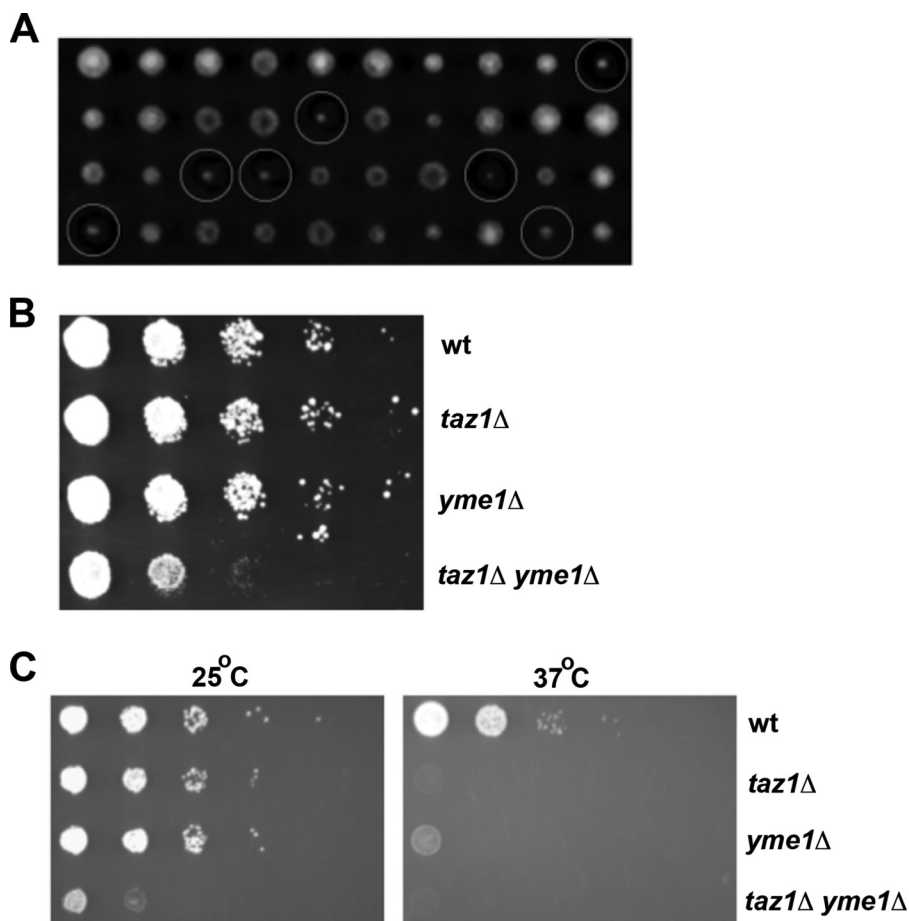 A
B
wt
taz1Δ
yme1Δ
taz1Δ yme1Δ
C
25°C
37°C
wt
taz1Δ
yme1Δ
taz1Δ yme1Δ